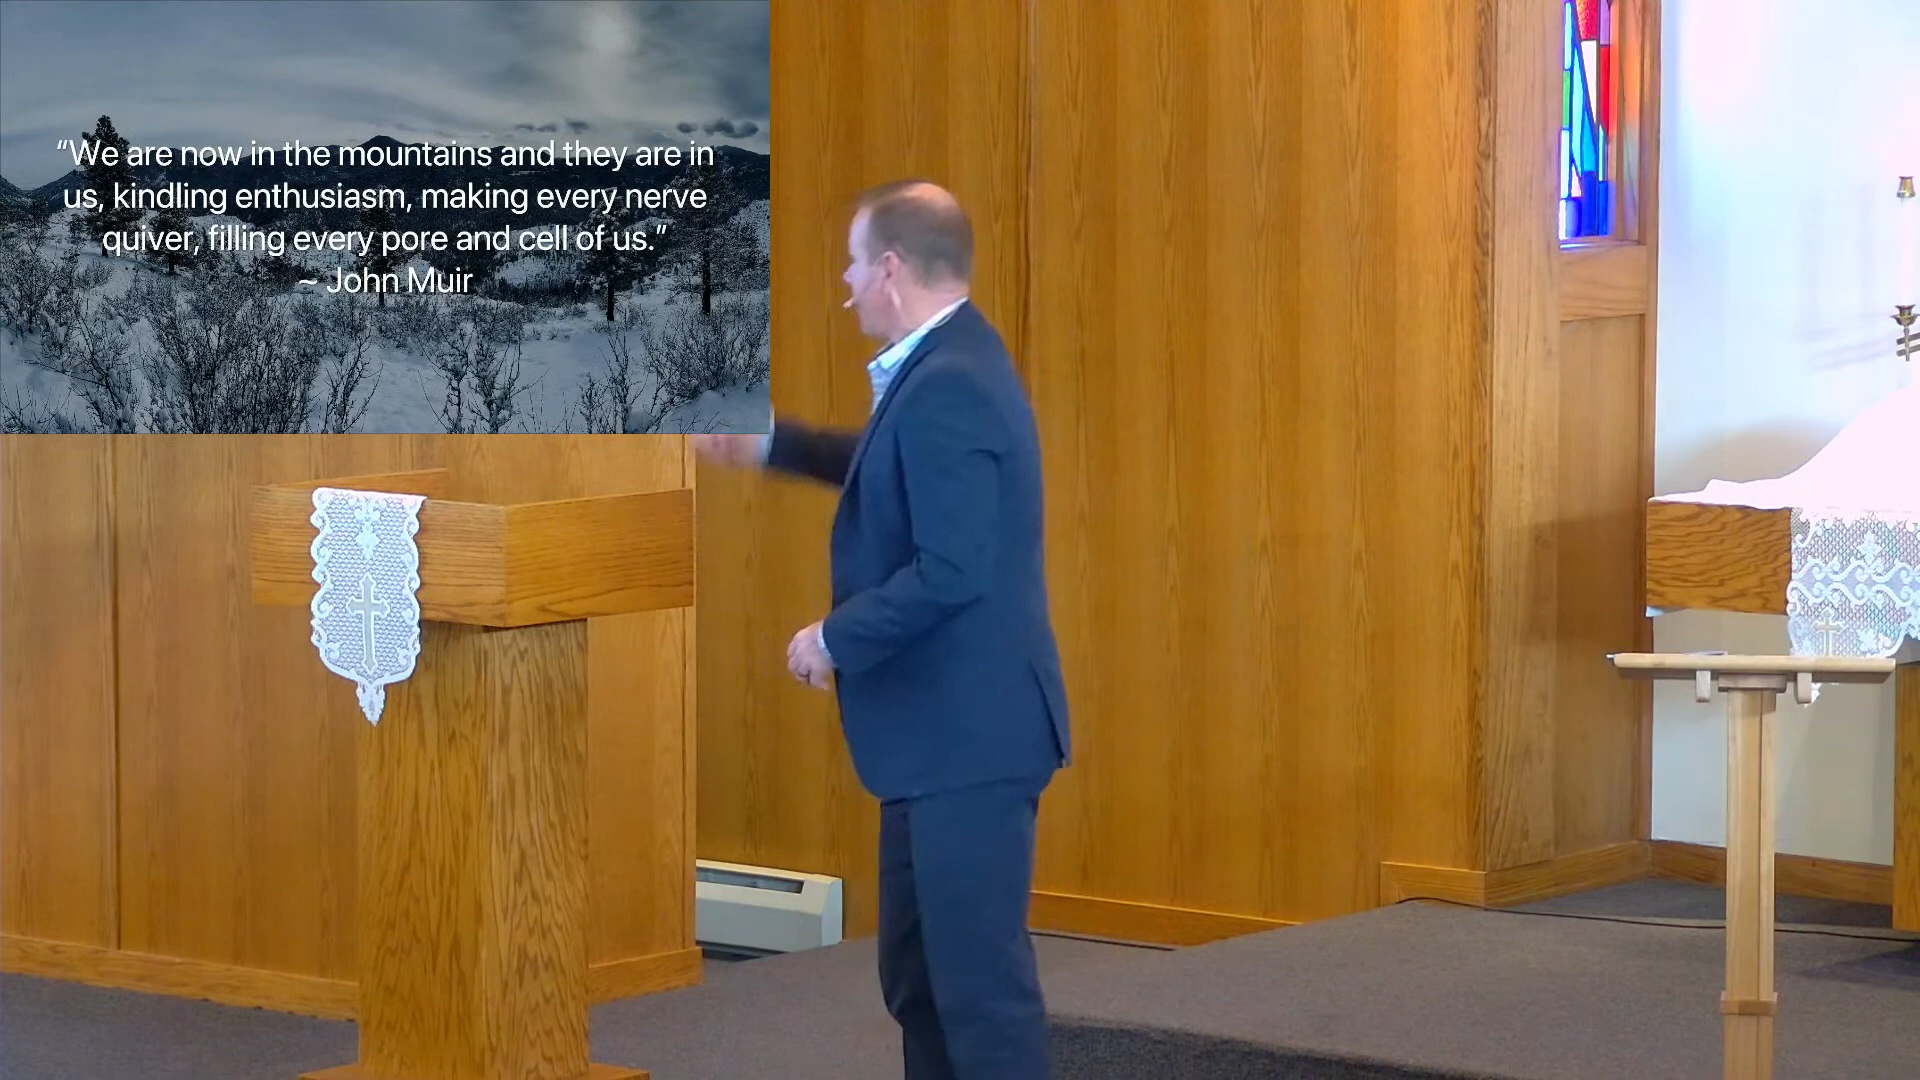 “We are now in the mountains and they are in
us, kindling enthusiasm, making every nerve
quiver, filling every pore and cell of us.”
~ John Muir